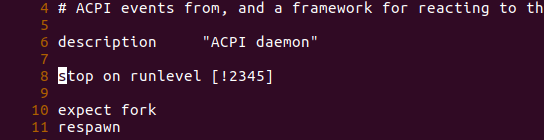 4 # ACPI events from, and a framework for reacting to th
5
6 description     "ACPI daemon"
7
8 stop on runlevel [!2345]
9
10 expect fork
11 respawn